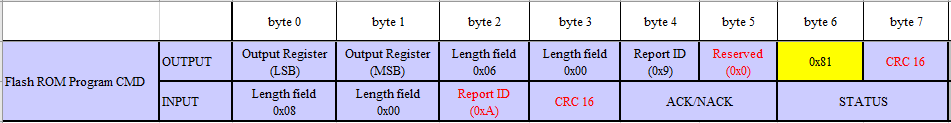 byte 0 byte 1 byte 2 byte 3 byte 4 byte 5 byte 6 byte 7
Flash ROM Program CMD
OUTPUT
Output Register
(LSB)
Output Register
(MSB)
Length field
0x06
Length field
0x00
Report ID
(0x9)
Reserved
(0x0)
0x81
CRC 16
INPUT
Length field
0x08
Length field
0x00
Report ID
(0xA)
CRC 16
ACK/NACK
STATUS